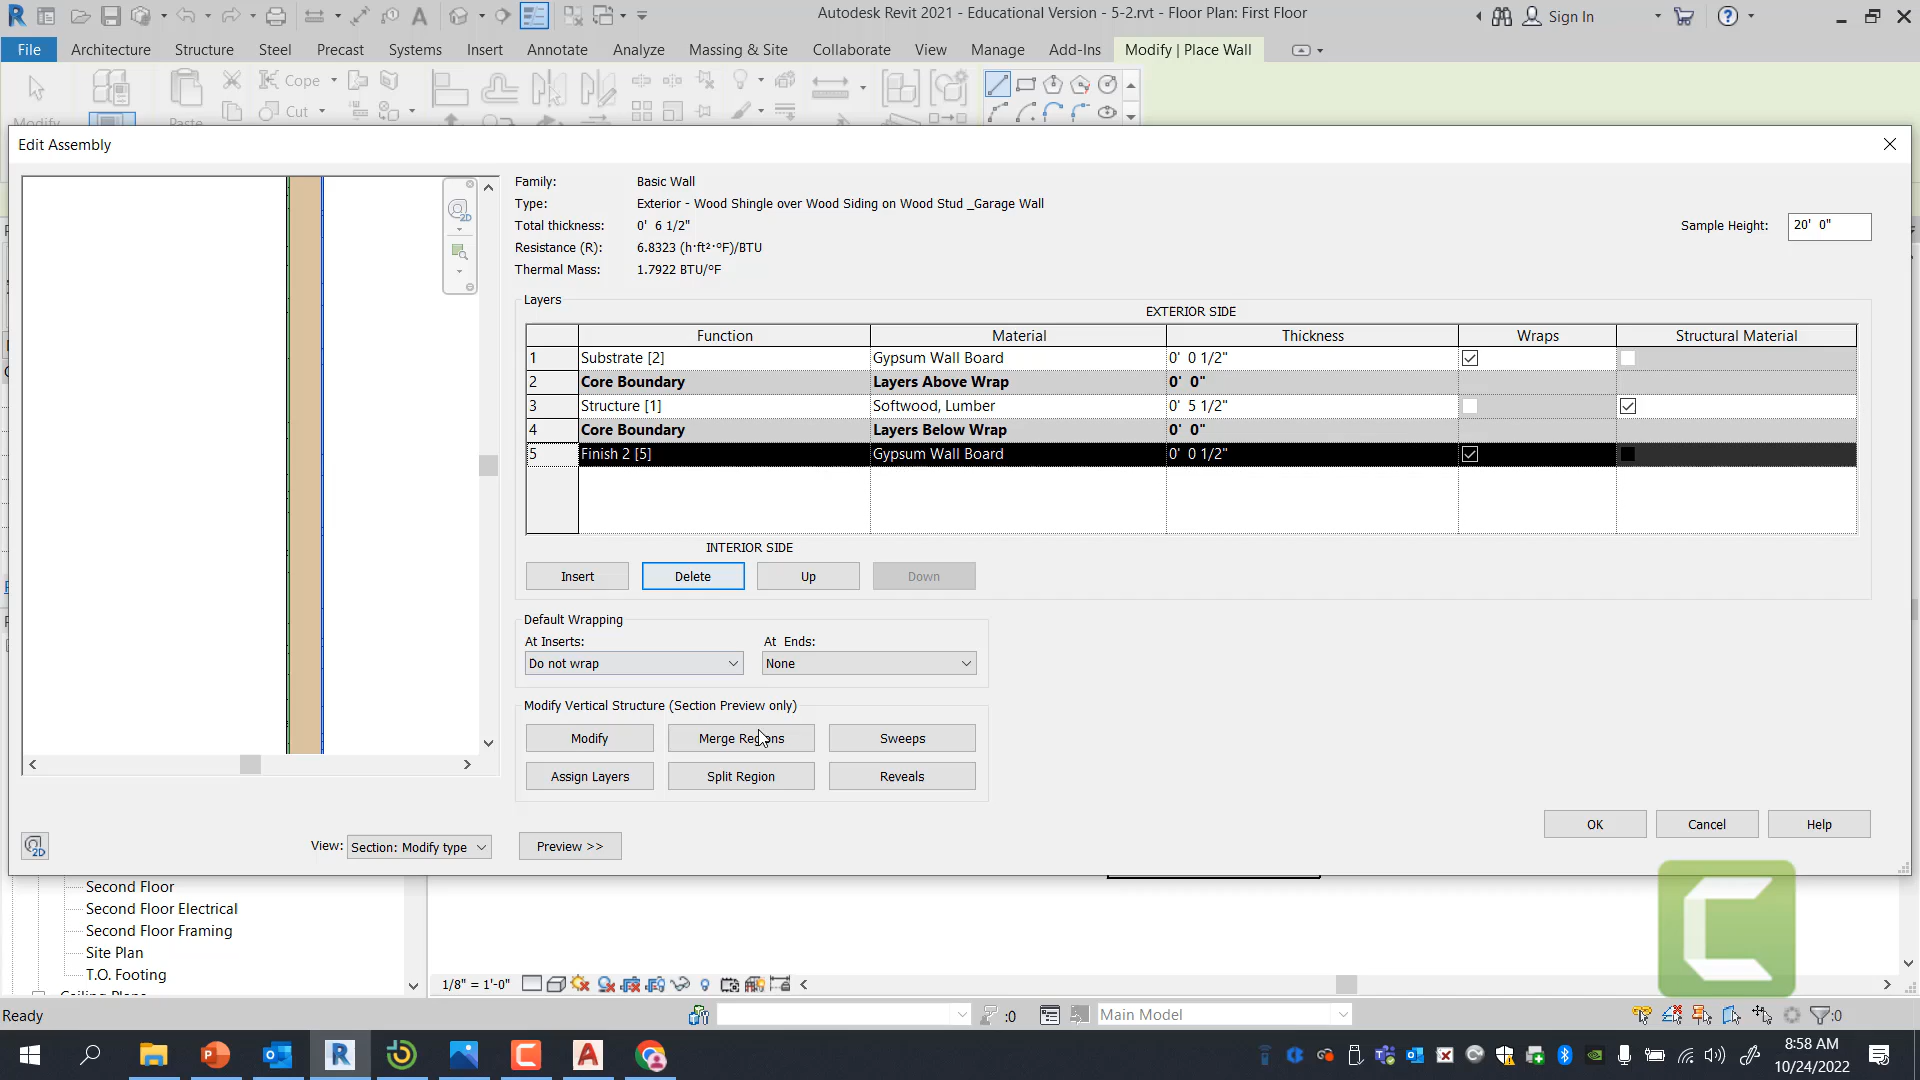 Autodesk Revit 2021 - Educational Version - 5-2.rvt - Floor Plan: First Floor
Sign In
File Architecture Structure Steel Precast Systems Insert Annotate Analyze Massing & Site Collaborate View Manage Add-Ins Modify | Place Wall
Cope
Cut
Edit Assembly
Family: Basic Wall
Type: Exterior - Wood Shingle over Wood Siding on Wood Stud _Garage Wall
Total thickness: 0' 6 1/2"
Sample Height: 20' 0"
Resistance (R): 6.8323 (h·ft²·°F)/BTU
Thermal Mass: 1.7922 BTU/°F
Layers
EXTERIOR SIDE
Function Material Thickness Wraps Structural Material
1 Substrate [2] Gypsum Wall Board 0' 0 1/2"
2 Core Boundary Layers Above Wrap 0' 0"
3 Structure [1] Softwood, Lumber 0' 5 1/2"
4 Core Boundary Layers Below Wrap 0' 0"
5 Finish 2 [5] Gypsum Wall Board 0' 0 1/2"
INTERIOR SIDE
Insert Delete Up Down
Default Wrapping
At Inserts: At Ends:
Do not wrap None
Modify Vertical Structure (Section Preview only)
Modify Merge Regions Sweeps
Assign Layers Split Region Reveals
OK Cancel Help
View: Section: Modify type Preview >>
Second Floor
Second Floor Electrical
Second Floor Framing
Site Plan
T.O. Footing
1/8" = 1'-0"
Ready :0 Main Model :0
8:58 AM
10/24/2022